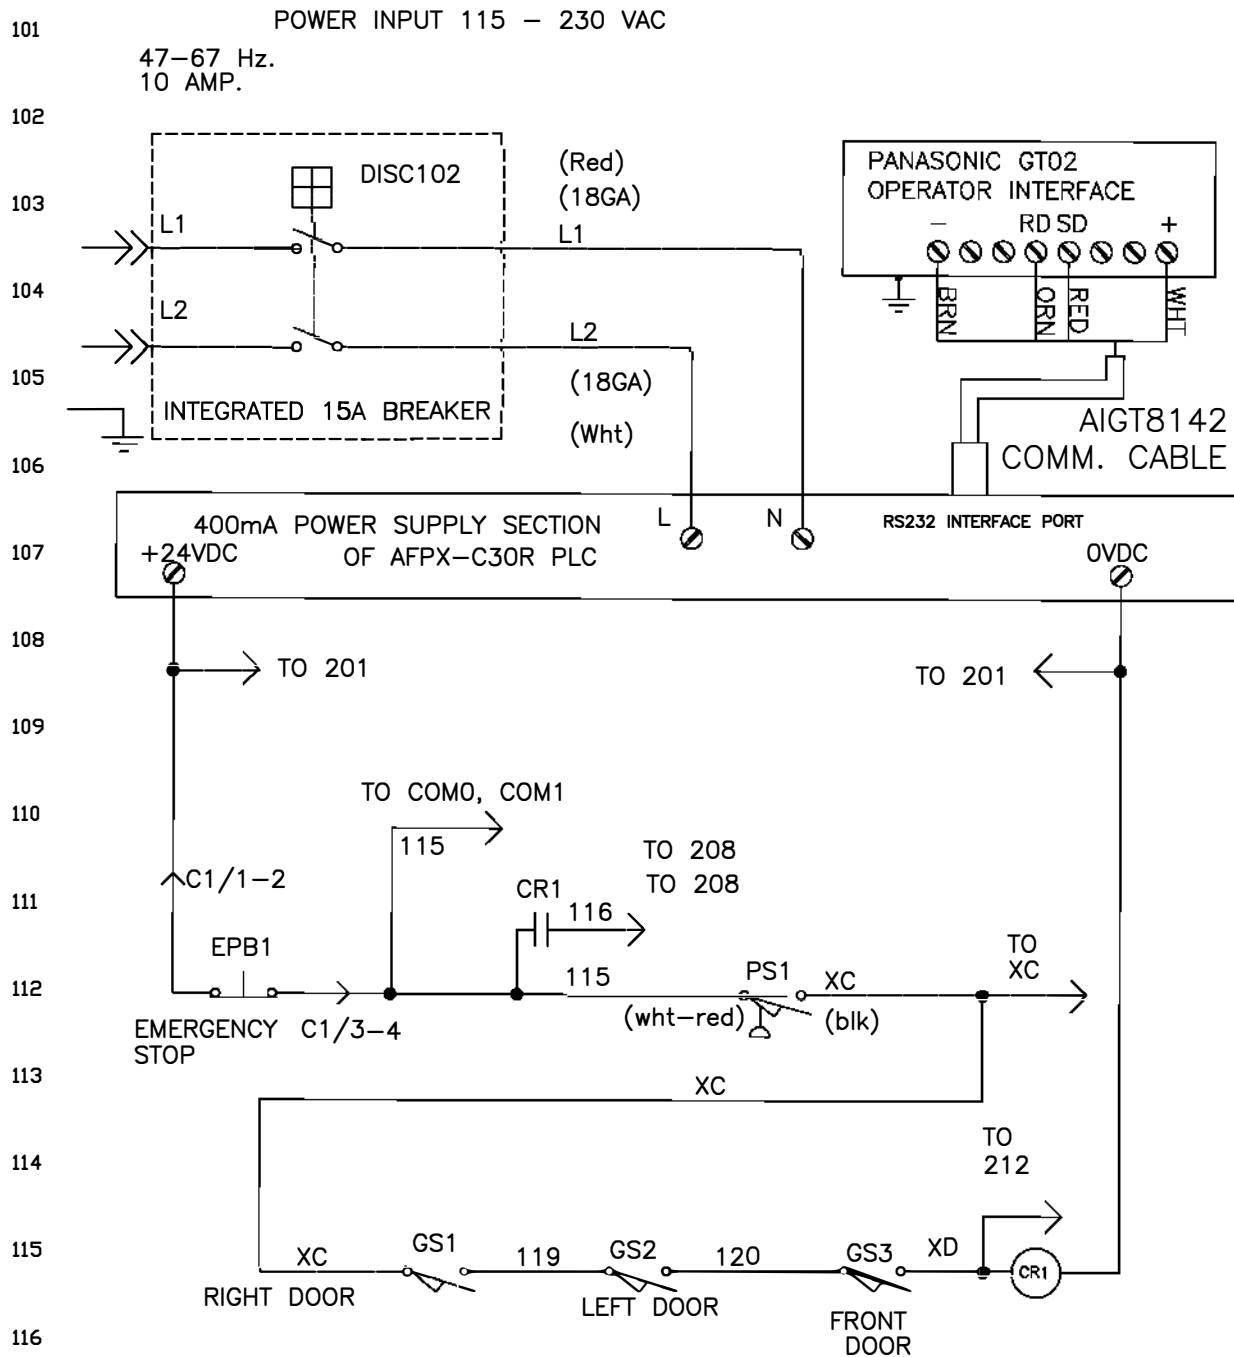 101
POWER INPUT 115 – 230 VAC
47–67 Hz.
10 AMP.
102
DISC102
(Red)
(18GA)
PANASONIC GT02
OPERATOR INTERFACE
103
L1
L1
– RD SD +
104
L2
L2
BRN
ORN
RED
WHT
105
(18GA)
INTEGRATED 15A BREAKER
(Wht)
AIGT8142
COMM. CABLE
106
400mA POWER SUPPLY SECTION
OF AFPX–C30R PLC
L
N
RS232 INTERFACE PORT
107
+24VDC
0VDC
108
TO 201
TO 201
109
TO COM0, COM1
110
115
TO 208
TO 208
C1/1–2
CR1
116
111
EPB1
115
PS1
XC
TO
XC
112
(wht–red)
(blk)
EMERGENCY
STOP
C1/3–4
113
XC
TO
212
114
115
XC
GS1
119
GS2
120
GS3
XD
CR1
RIGHT DOOR
LEFT DOOR
FRONT
DOOR
116